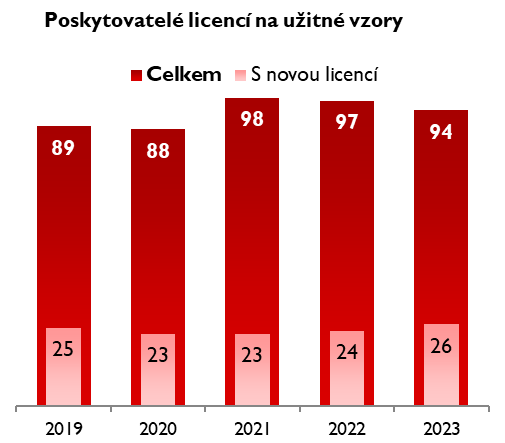 Poskytovatelé licencí na užitné vzory
Celkem S novou licencí
89 88 98 97 94
25 23 23 24 26
2019 2020 2021 2022 2023